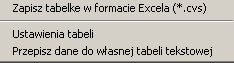 Zapisz tabelke w formacie Excela (*.cvs)
Ustawienia tabeli
Przepisz dane do własnej tabeli tekstowej